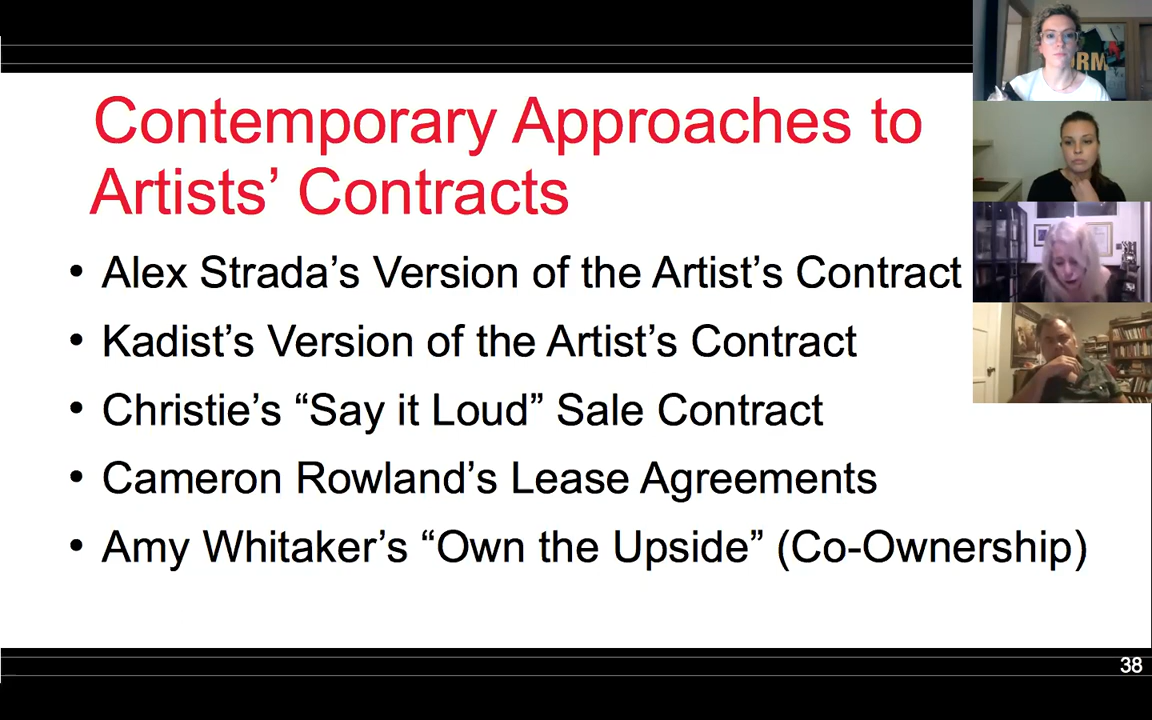 Contemporary Approaches to
Artists’ Contracts
• Alex Strada’s Version of the Artist’s Contract
• Kadist’s Version of the Artist’s Contract
• Christie’s “Say it Loud” Sale Contract
• Cameron Rowland’s Lease Agreements
• Amy Whitaker’s “Own the Upside” (Co-Ownership)
38
ORM